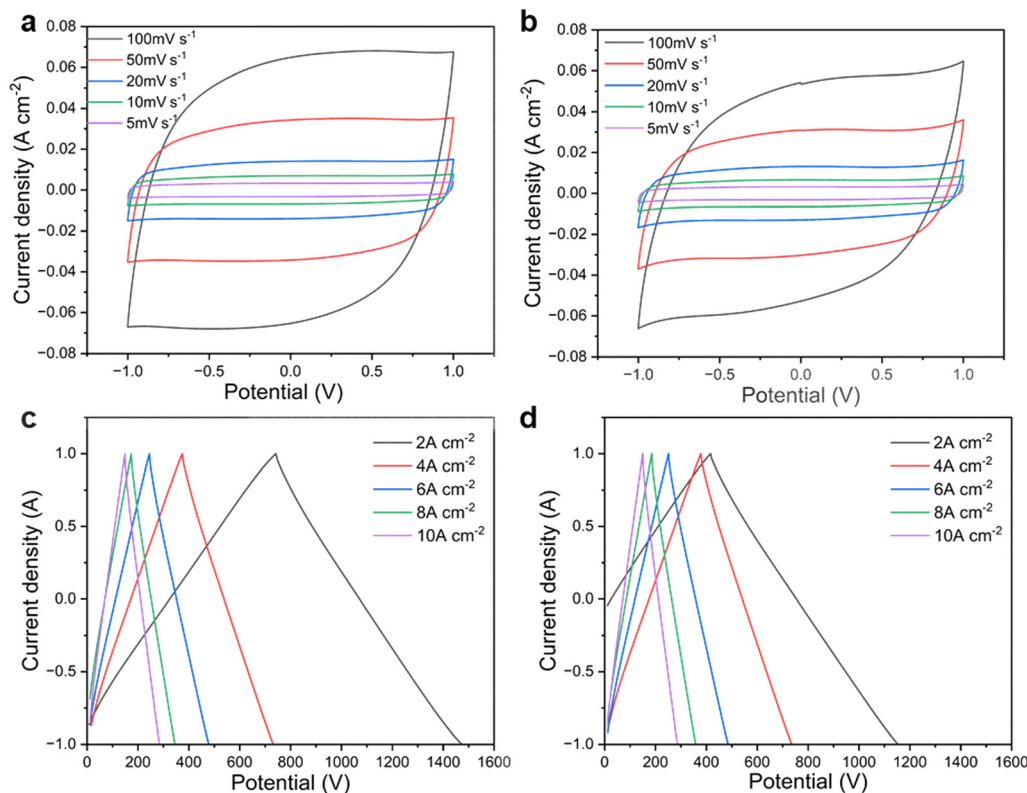 a
Current density (A cm⁻²)
0.08
0.06
0.04
0.02
0.00
−0.02
−0.04
−0.06
−0.08
100mV s⁻¹
50mV s⁻¹
20mV s⁻¹
10mV s⁻¹
5mV s⁻¹
−1.0 −0.5 0.0 0.5 1.0
Potential (V)
b
Current density (A cm⁻²)
0.08
0.06
0.04
0.02
0.00
−0.02
−0.04
−0.06
−0.08
100mV s⁻¹
50mV s⁻¹
20mV s⁻¹
10mV s⁻¹
5mV s⁻¹
−1.0 −0.5 0.0 0.5 1.0
Potential (V)
c
Current density (A)
1.0
0.5
0.0
−0.5
−1.0
2A cm⁻²
4A cm⁻²
6A cm⁻²
8A cm⁻²
10A cm⁻²
0 200 400 600 800 1000 1200 1400 1600
Potential (V)
d
Current density (A)
1.0
0.5
0.0
−0.5
−1.0
2A cm⁻²
4A cm⁻²
6A cm⁻²
8A cm⁻²
10A cm⁻²
0 200 400 600 800 1000 1200 1400 1600
Potential (V)